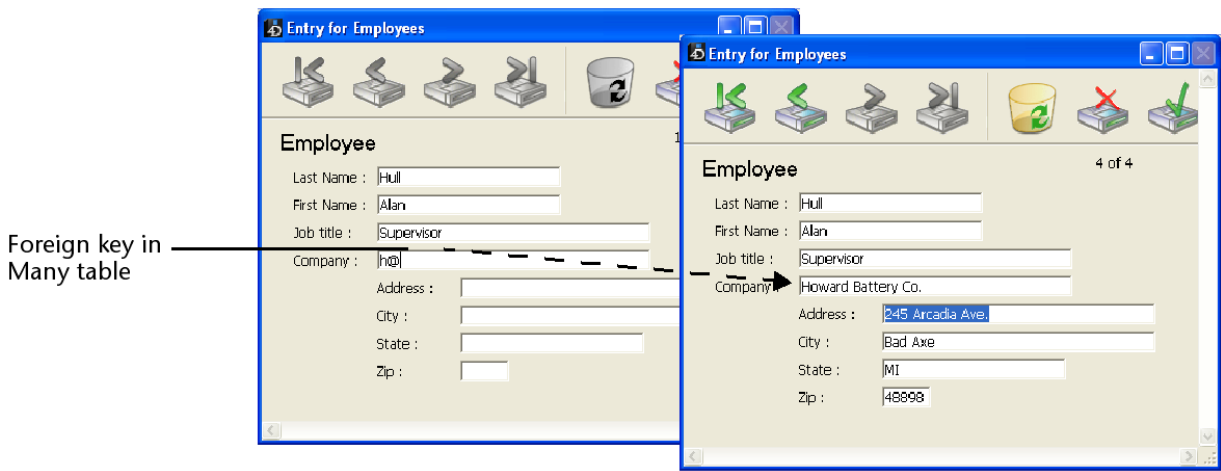 Entry for Employees
Employee
1
Last Name : Hull
First Name : Alan
Job title : Supervisor
Company : h@
Address :
City :
State :
Zip :
Foreign key in
Many table
Entry for Employees
Employee
4 of 4
Last Name : Hull
First Name : Alan
Job title : Supervisor
Company : Howard Battery Co.
Address : 245 Arcadia Ave.
City : Bad Axe
State : MI
Zip : 48898